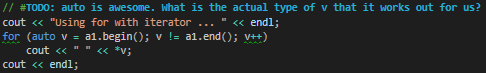 // #TODO: auto is awesome. What is the actual type of v that it works out for us?
cout << "Using for with iterator ... " << endl;
for (auto v = a1.begin(); v != a1.end(); v++)
    cout << " " << *v;
cout << endl;